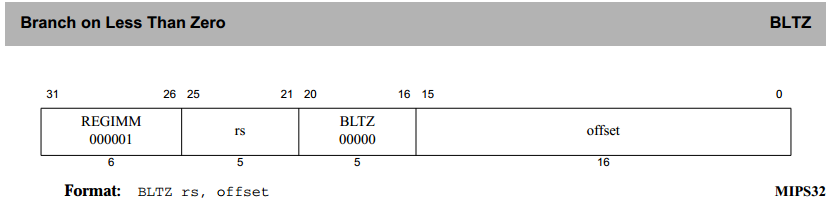 Branch on Less Than Zero BLTZ
31 26 25 21 20 16 15 0
REGIMM rs BLTZ offset
000001 00000
6 5 5 16
Format: BLTZ rs, offset MIPS32